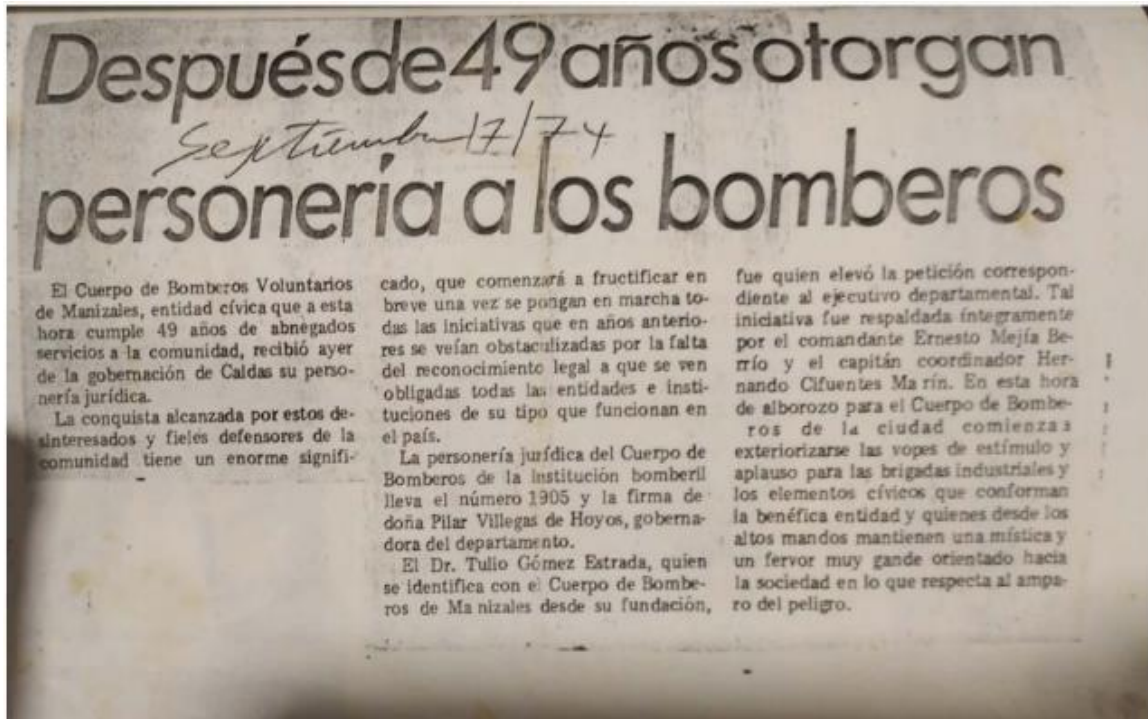 Después de 49 años otorgan
Septiembre 17/74
personería a los bomberos
El Cuerpo de Bomberos Voluntarios
de Manizales, entidad cívica que a esta
hora cumple 49 años de abnegados
servicios a la comunidad, recibió ayer
de la gobernación de Caldas su perso-
nería jurídica.
La conquista alcanzada por estos de-
sinteresados y fieles defensores de la
comunidad tiene un enorme signifi-
cado, que comenzará a fructificar en
breve una vez se pongan en marcha to-
das las iniciativas que en años anterio-
res se veían obstaculizadas por la falta
del reconocimiento legal a que se ven
obligadas todas las entidades e insti-
tuciones de su tipo que funcionan en
el país.
La personería jurídica del Cuerpo de
Bomberos de la institución bomberil
lleva el número 1905 y la firma de
doña Pilar Villegas de Hoyos, goberna-
dora del departamento.
El Dr. Tulio Gómez Estrada, quien
se identifica con el Cuerpo de Bombe-
ros de Manizales desde su fundación,
fue quien elevó la petición correspon-
diente al ejecutivo departamental. Tal
iniciativa fue respaldada íntegramente
por el comandante Ernesto Mejía Be-
rrío y el capitán coordinador Her-
nando Cifuentes Marín. En esta hora
de alborozo para el Cuerpo de Bombe-
ros de la ciudad comienzas
exteriorizarse las vopes de estímulo y
aplauso para las brigadas industriales y
los elementos cívicos que conforman
la benéfica entidad y quienes desde los
altos mandos mantienen una mística y
un fervor muy gande orientado hacia
la sociedad en lo que respecta al ampa-
ro del peligro.